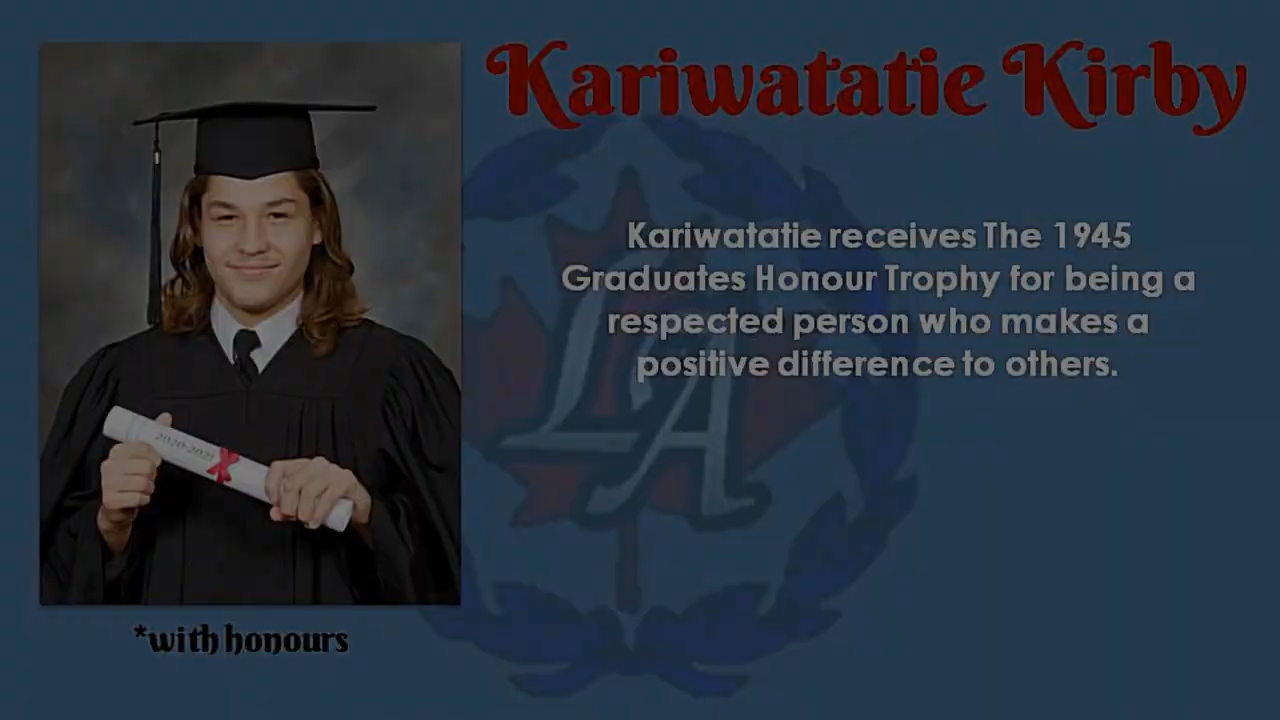 Kariwatatie Kirby
Kariwatatie receives The 1945
Graduates Honour Trophy for being a
respected person who makes a
positive difference to others.
LA
2020-2021
*with honours